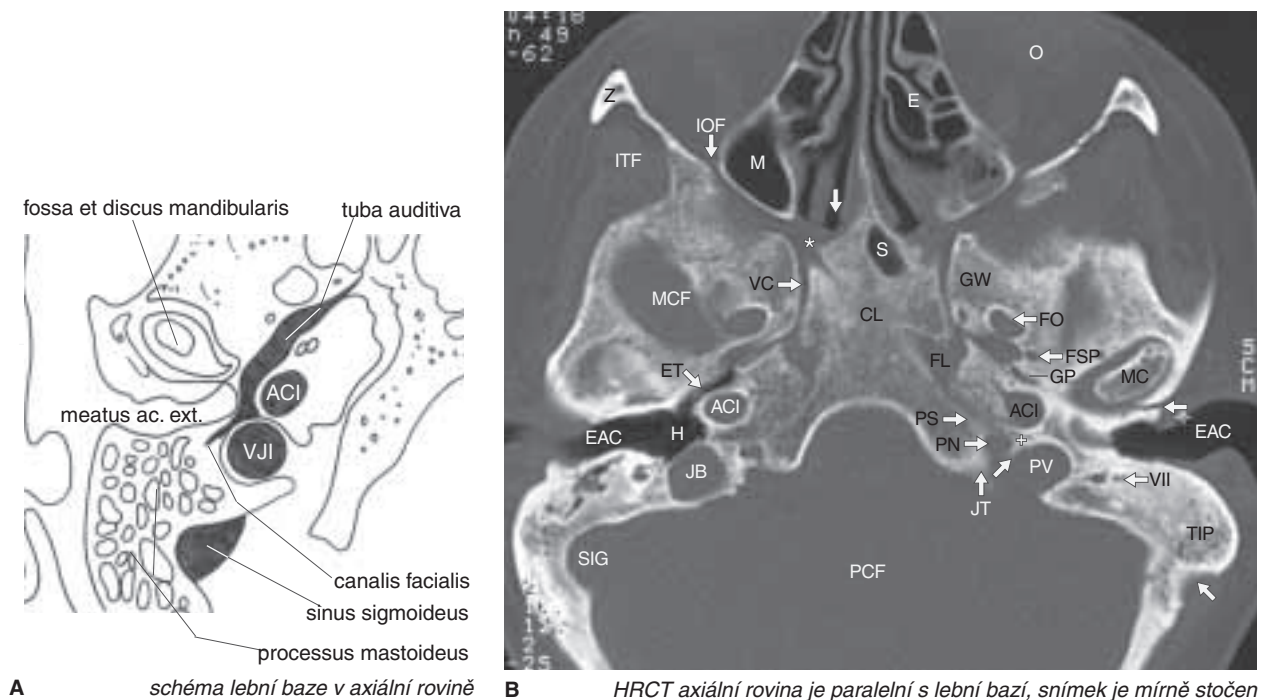 fossa et discus mandibularis
tuba auditiva
ACI
meatus ac. ext.
VJI
canalis facialis
sinus sigmoideus
processus mastoideus
A
schéma lební baze v axiální rovině
-62
O
Z
E
IOF
ITF
M
*
S
VC
GW
MCF
CL
FO
ET
FL
FSP
GP
MC
ACI
ACI
PS
EAC
H
PN
+
EAC
JB
PV
VII
JT
TIP
SIG
PCF
5CM
B
HRCT axiální rovina je paralelní s lební bazí, snímek je mírně stočen